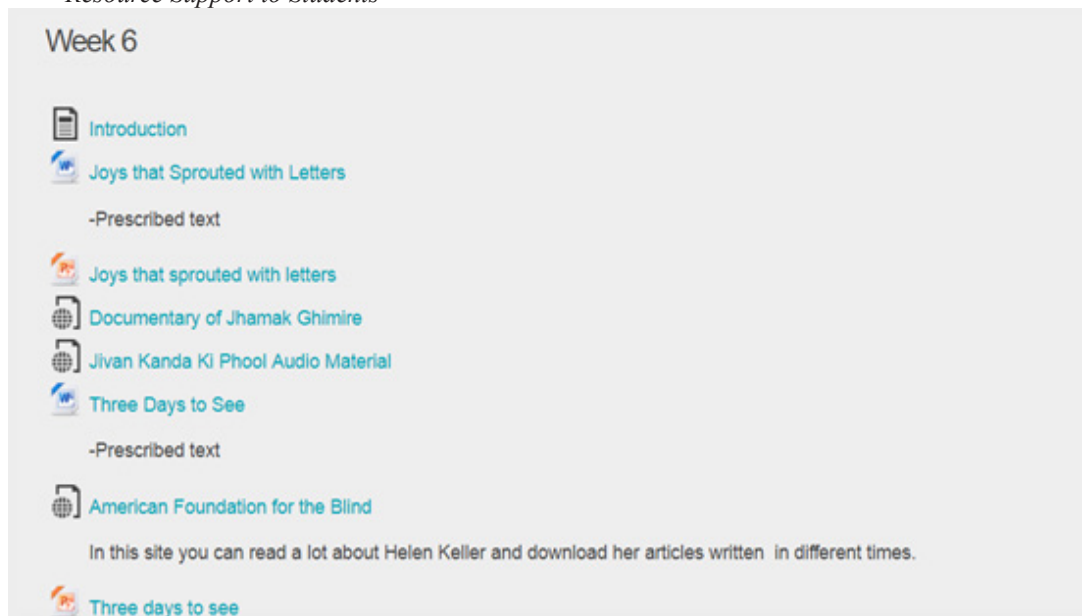 Resource Support to Students
Week 6
Introduction
Joys that Sprouted with Letters
-Prescribed text
Joys that sprouted with letters
Documentary of Jhamak Ghimire
Jivan Kanda Ki Phool Audio Material
Three Days to See
-Prescribed text
American Foundation for the Blind
In this site you can read a lot about Helen Keller and download her articles written in different times.
Three days to see